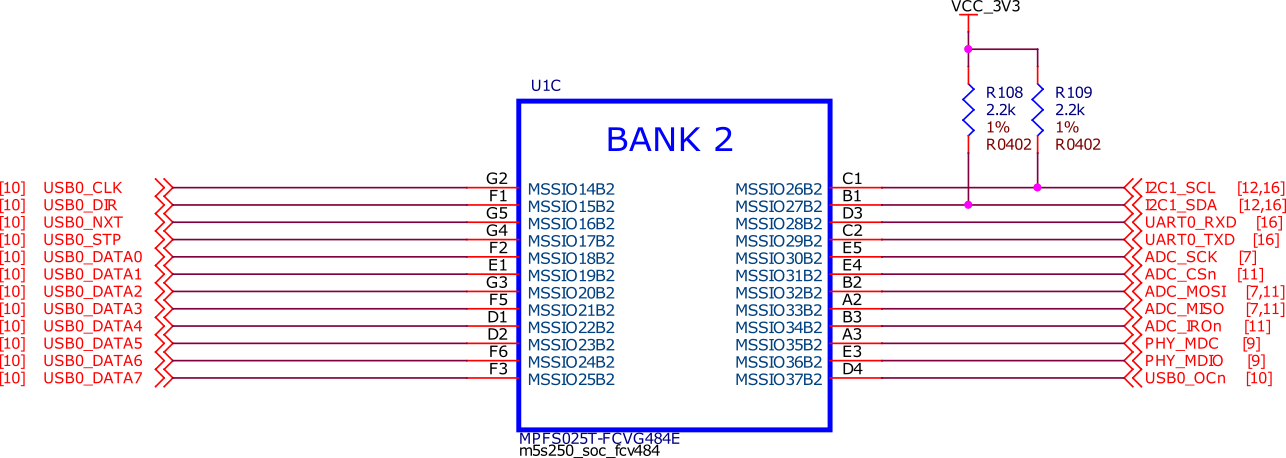 VCC_3V3
U1C
R108
2.2k
1%
R0402
R109
2.2k
1%
R0402
BANK 2
[10] USB0_CLK G2 MSSIO14B2 MSSIO26B2 C1 I2C1_SCL [12,16]
[10] USB0_DIR F1 MSSIO15B2 MSSIO27B2 B1 I2C1_SDA [12,16]
[10] USB0_NXT G5 MSSIO16B2 MSSIO28B2 D3 UART0_RXD [16]
[10] USB0_STP G4 MSSIO17B2 MSSIO29B2 C2 UART0_TXD [16]
[10] USB0_DATA0 F2 MSSIO18B2 MSSIO30B2 E5 ADC_SCK [7]
[10] USB0_DATA1 E1 MSSIO19B2 MSSIO31B2 E4 ADC_CSn [11]
[10] USB0_DATA2 G3 MSSIO20B2 MSSIO32B2 B2 ADC_MOSI [7,11]
[10] USB0_DATA3 F5 MSSIO21B2 MSSIO33B2 A2 ADC_MISO [7,11]
[10] USB0_DATA4 D1 MSSIO22B2 MSSIO34B2 B3 ADC_IROn [11]
[10] USB0_DATA5 D2 MSSIO23B2 MSSIO35B2 A3 PHY_MDC [9]
[10] USB0_DATA6 F6 MSSIO24B2 MSSIO36B2 E3 PHY_MDIO [9]
[10] USB0_DATA7 F3 MSSIO25B2 MSSIO37B2 D4 USB0_OCn [10]
MPFS025T-FCVG484E
m5s250_soc_fcv484